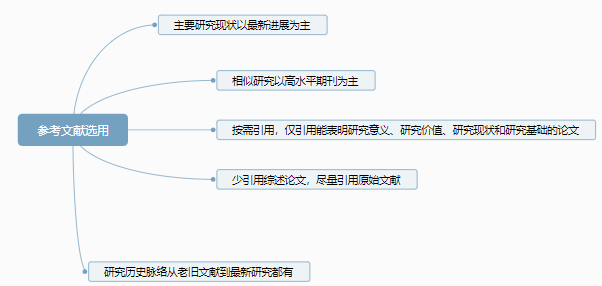 主要研究现状以最新进展为主
相似研究以高水平期刊为主
参考文献选用
按需引用，仅引用能表明研究意义、研究价值、研究现状和研究基础的论文
少引用综述论文，尽量引用原始文献
研究历史脉络从老旧文献到最新研究都有